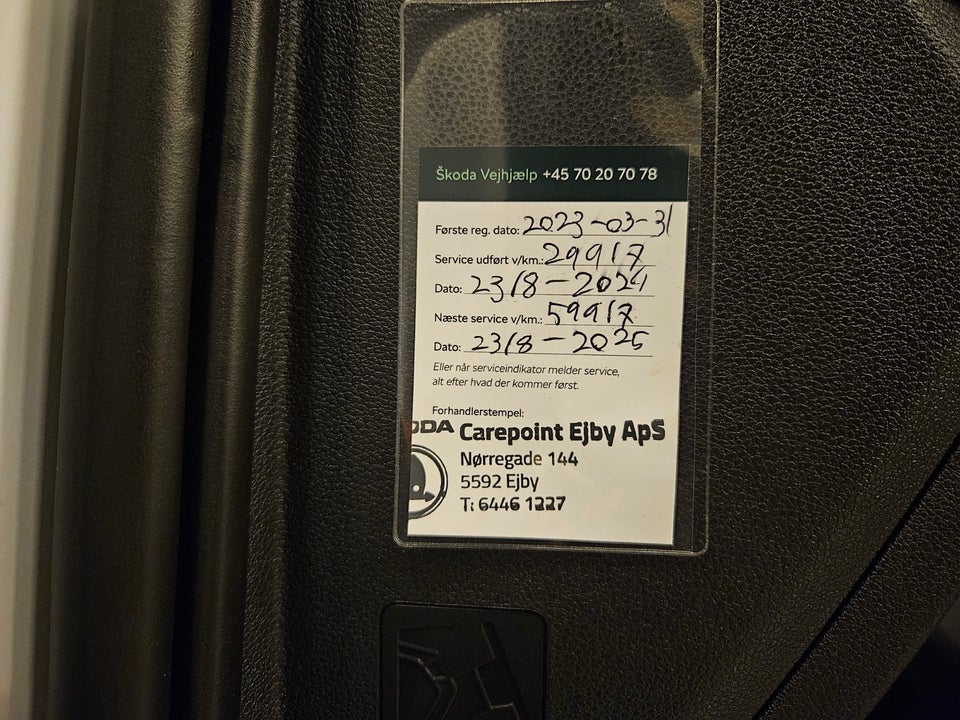 Škoda Vejhjælp +45 70 20 70 78
Første reg. dato: 2023-03-31
Service udført v/km.: 29917
Dato: 23/8-2024
Næste service v/km.: 59917
Dato: 23/8-2025
Eller når serviceindikator melder service,
alt efter hvad der kommer først.
Forhandlerstempel:
ODA Carepoint Ejby ApS
Nørregade 144
5592 Ejby
T: 6446 1227